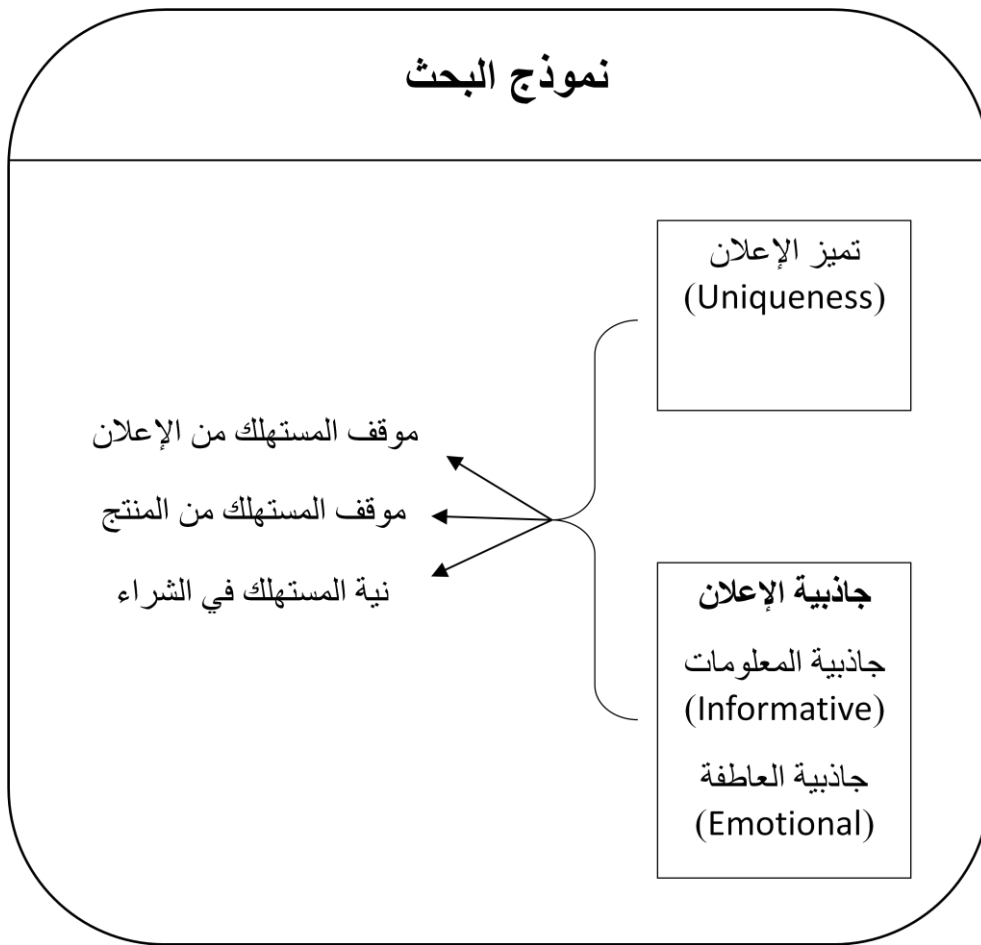 نموذج البحث
تميز الإعلان
(Uniqueness)
جاذبية الإعلان
جاذبية المعلومات
(Informative)
جاذبية العاطفة
(Emotional)
موقف المستهلك من الإعلان
موقف المستهلك من المنتج
نية المستهلك في الشراء